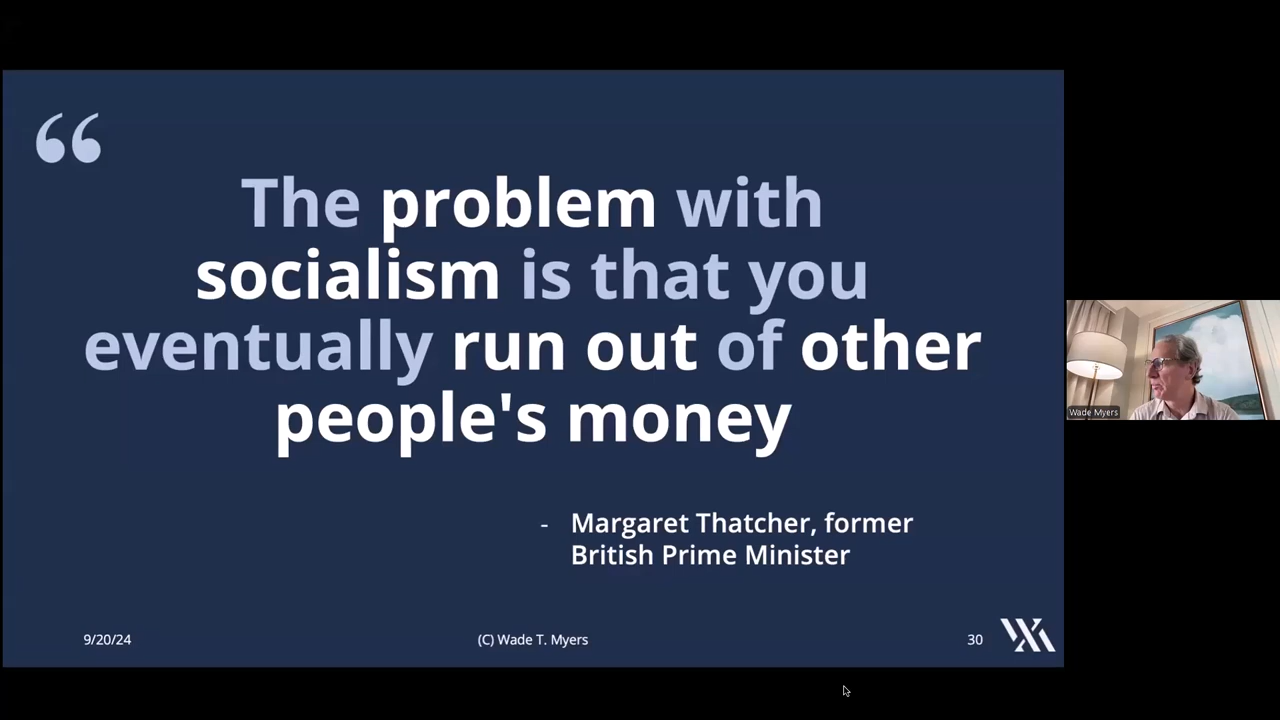 “
The problem with
socialism is that you
eventually run out of other
people's money
- Margaret Thatcher, former
British Prime Minister
9/20/24
(C) Wade T. Myers
30
Wade Myers